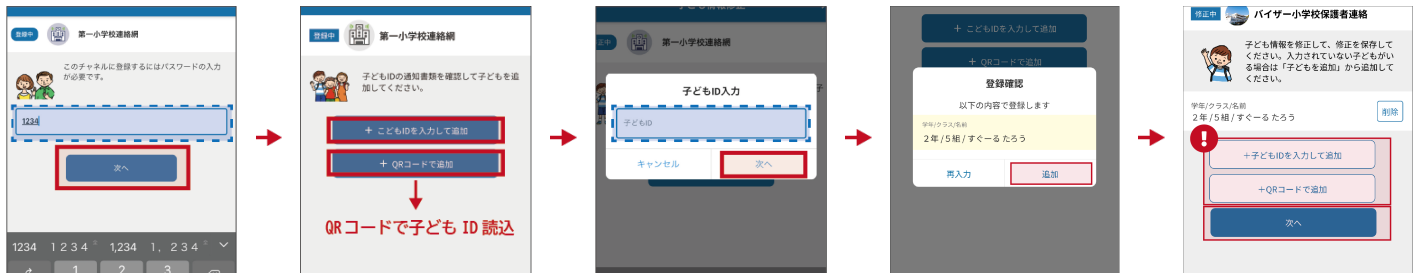 登録中
第一小学校連絡網
このチャネルに登録するにはパスワードの入力
が必要です。
1234
次へ
1234 1 2 3 4 1,234 1, 2 3 4
1 2 3
登録中
第一小学校連絡網
子どもIDの通知書類を確認して子どもを追
加してください。
+ こどもIDを入力して追加
+ QRコードで追加
QRコードで子ども ID 読込
第一小学校連絡網
子どもID入力
子どもID
キャンセル 次へ
+ こどもIDを入力して追加
+ QRコードで追加
登録確認
以下の内容で登録します
学年/クラス/名前
2年/5組/すぐーる たろう
再入力 追加
修正中
バイザー小学校保護者連絡
子ども情報を修正して、修正を保存して
ください。入力されていない子どもがい
る場合は「子どもを追加」から追加して
ください。
学年/クラス/名前
2年/5組/すぐーる たろう
削除
+子どもIDを入力して追加
+QRコードで追加
次へ